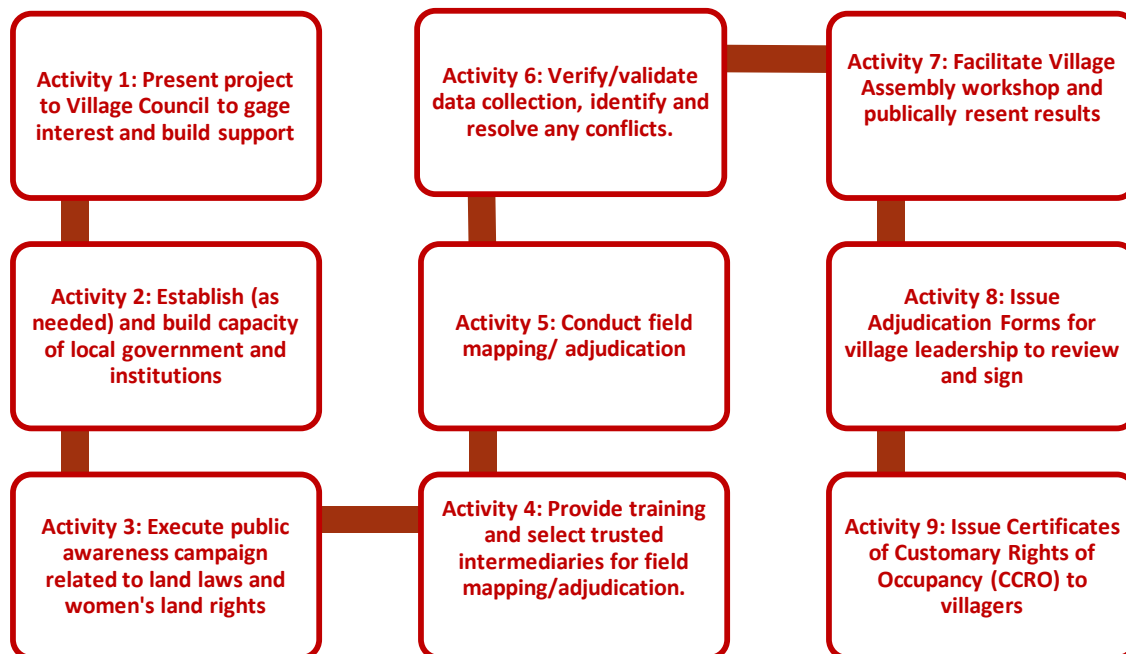 Activity 1: Present project
to Village Council to gage
interest and build support
Activity 2: Establish (as
needed) and build capacity
of local government and
institutions
Activity 3: Execute public
awareness campaign
related to land laws and
women's land rights
Activity 4: Provide training
and select trusted
intermediaries for field
mapping/adjudication.
Activity 5: Conduct field
mapping/ adjudication
Activity 6: Verify/validate
data collection, identify and
resolve any conflicts.
Activity 7: Facilitate Village
Assembly workshop and
publically resent results
Activity 8: Issue
Adjudication Forms for
village leadership to review
and sign
Activity 9: Issue Certificates
of Customary Rights of
Occupancy (CCRO) to
villagers